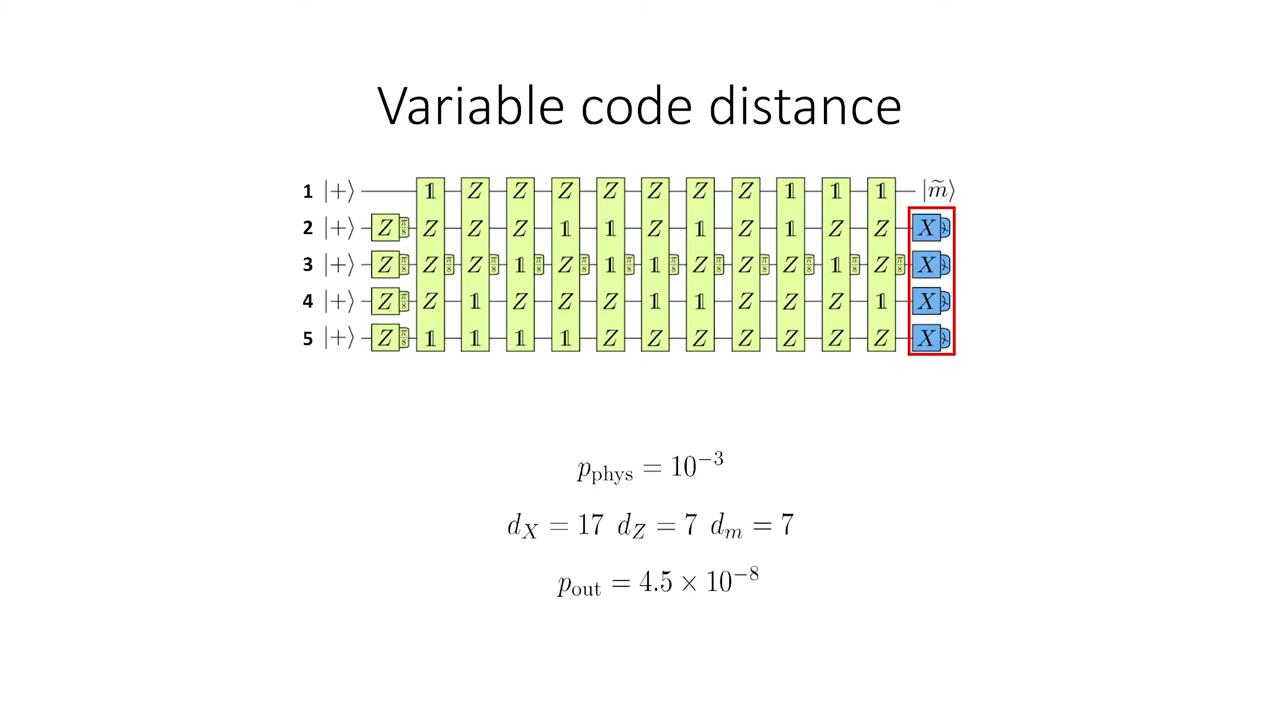 Variable code distance
1 |+⟩ 𝟙 Z Z Z Z Z Z Z 𝟙 𝟙 𝟙 |m̃⟩
2 |+⟩ Z π/8 Z Z Z 𝟙 𝟙 Z 𝟙 Z 𝟙 Z Z X
3 |+⟩ Z π/8 Z π/8 Z π/8 𝟙 π/8 Z π/8 𝟙 π/8 𝟙 π/8 Z π/8 Z π/8 Z π/8 𝟙 π/8 Z π/8 X
4 |+⟩ Z π/8 Z 𝟙 Z Z Z 𝟙 𝟙 Z Z Z 𝟙 X
5 |+⟩ Z π/8 𝟙 𝟙 𝟙 𝟙 Z Z Z Z Z Z Z X
p_phys = 10⁻³
d_X = 17 d_Z = 7 d_m = 7
p_out = 4.5 × 10⁻⁸